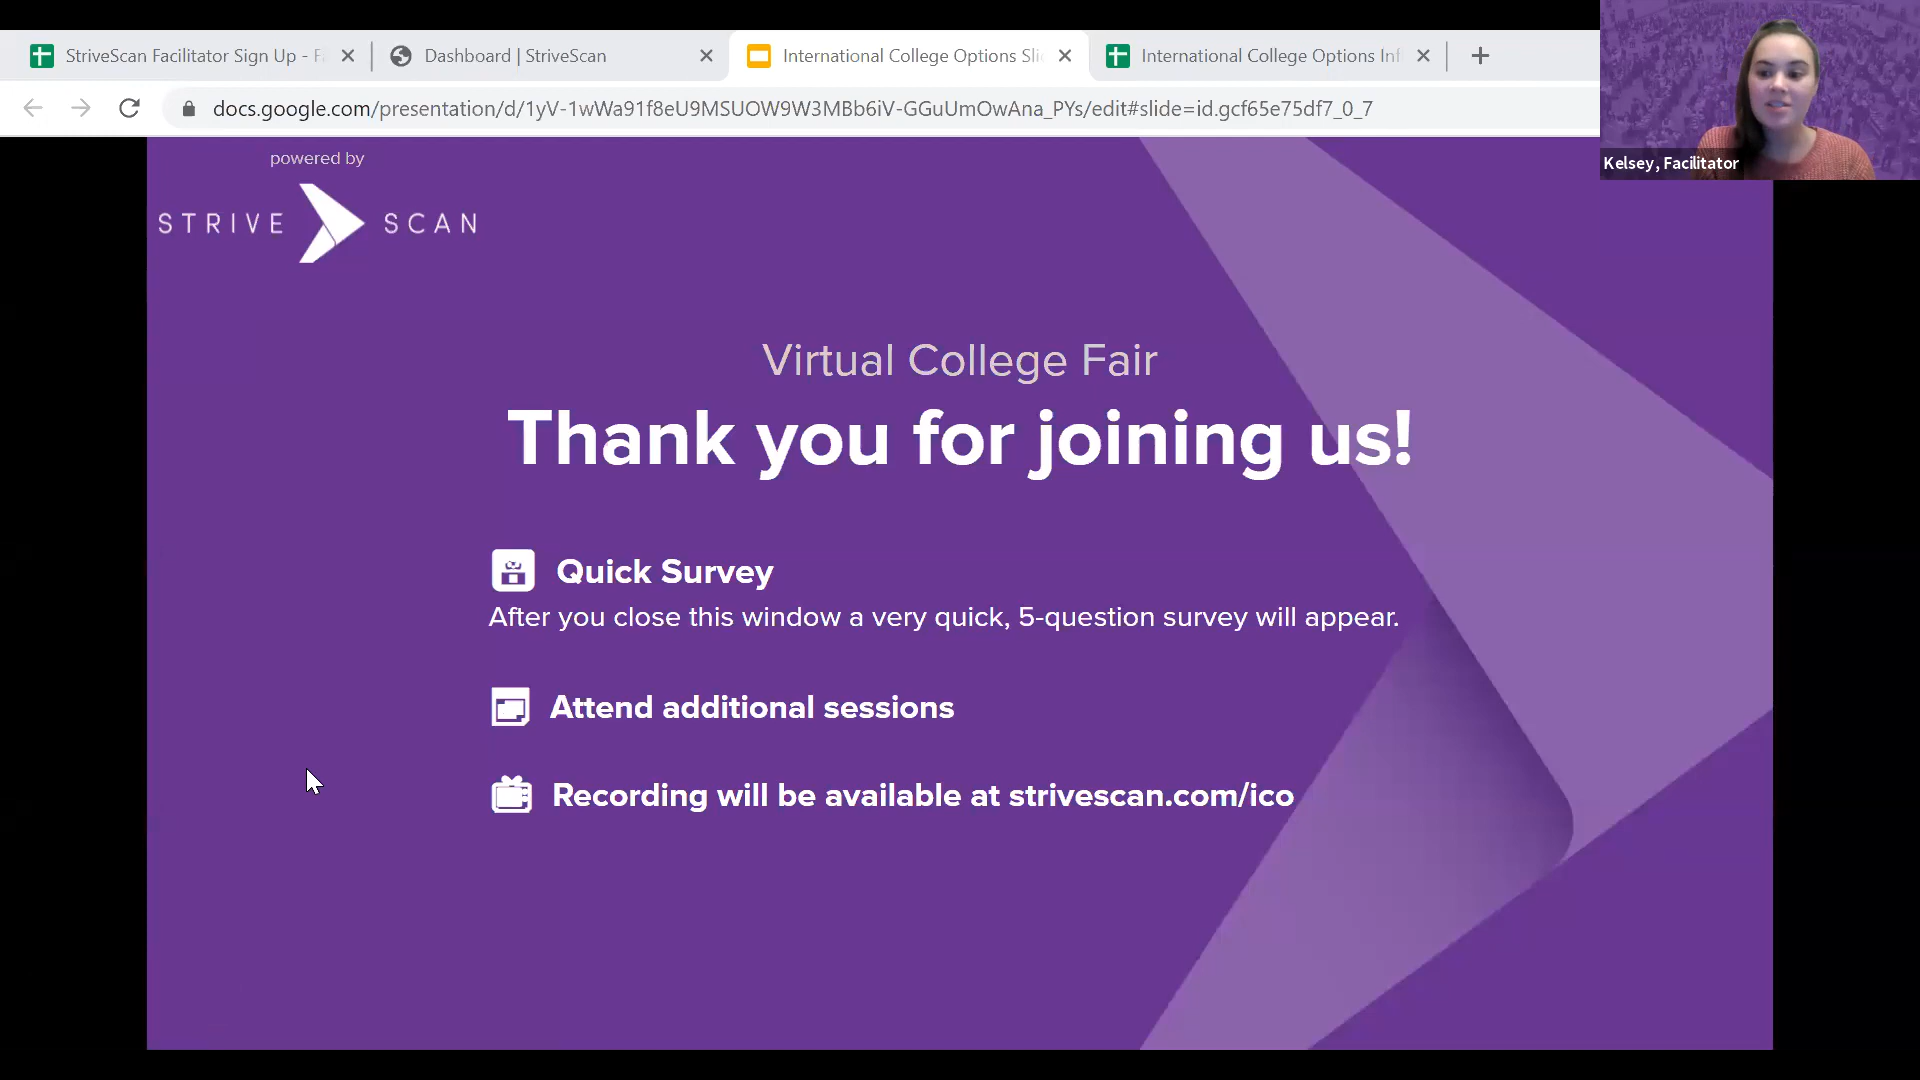 StriveScan Facilitator Sign Up - F
Dashboard | StriveScan
International College Options Sli
International College Options Inf
docs.google.com/presentation/d/1yV-1wWa91f8eU9MSUOW9W3MBb6iV-GGuUmOwAna_PYs/edit#slide=id.gcf65e75df7_0_7
Kelsey, Facilitator
powered by
STRIVE SCAN
Virtual College Fair
Thank you for joining us!
Quick Survey
After you close this window a very quick, 5-question survey will appear.
Attend additional sessions
Recording will be available at strivescan.com/ico